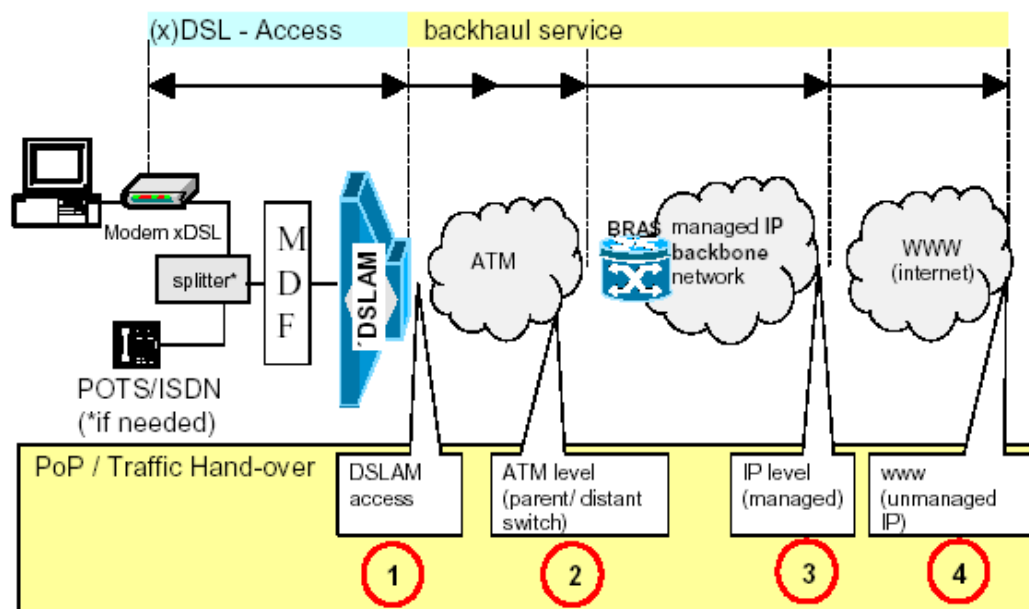 (x)DSL - Access
backhaul service
Modem xDSL
splitter*
POTS/ISDN
(*if needed)
M
D
F
DSLAM
ATM
BRAS
managed IP
backbone
network
WWW
(internet)
PoP / Traffic Hand-over
DSLAM
access
ATM level
(parent/ distant
switch)
IP level
(managed)
www
(unmanaged
IP)
1
2
3
4